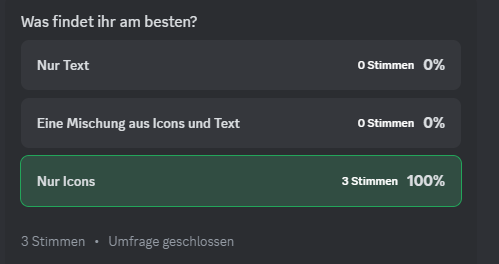 Was findet ihr am besten?
Nur Text 0 Stimmen 0%
Eine Mischung aus Icons und Text 0 Stimmen 0%
Nur Icons 3 Stimmen 100%
3 Stimmen • Umfrage geschlossen